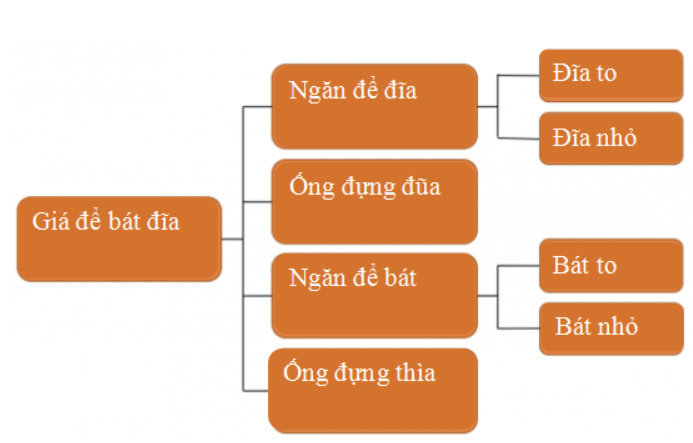 Giá để bát đĩa
Ngăn để đĩa
Đĩa to
Đĩa nhỏ
Ống đựng đũa
Ngăn để bát
Bát to
Bát nhỏ
Ống đựng thìa